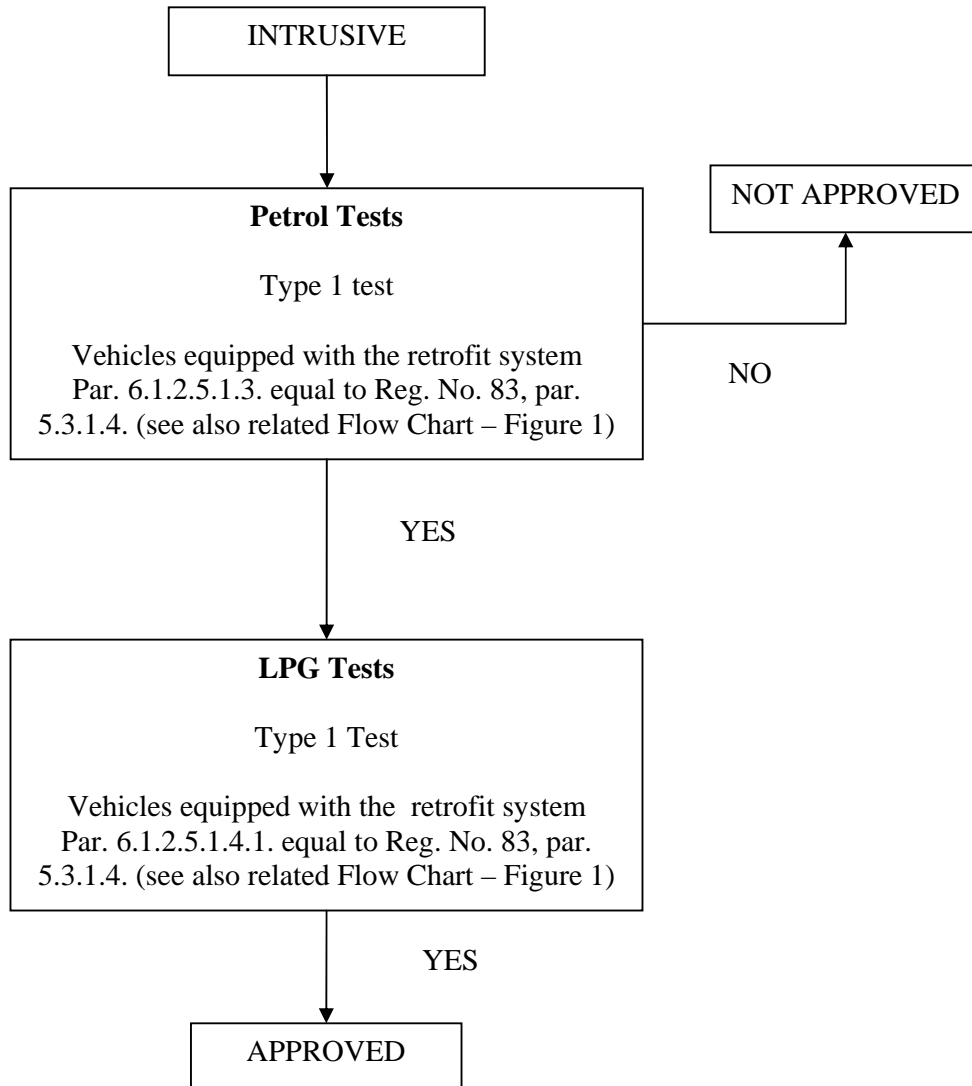 INTRUSIVE
Petrol Tests
Type 1 test
Vehicles equipped with the retrofit system
Par. 6.1.2.5.1.3. equal to Reg. No. 83, par.
5.3.1.4. (see also related Flow Chart – Figure 1)
NOT APPROVED
NO
YES
LPG Tests
Type 1 Test
Vehicles equipped with the retrofit system
Par. 6.1.2.5.1.4.1. equal to Reg. No. 83, par.
5.3.1.4. (see also related Flow Chart – Figure 1)
YES
APPROVED